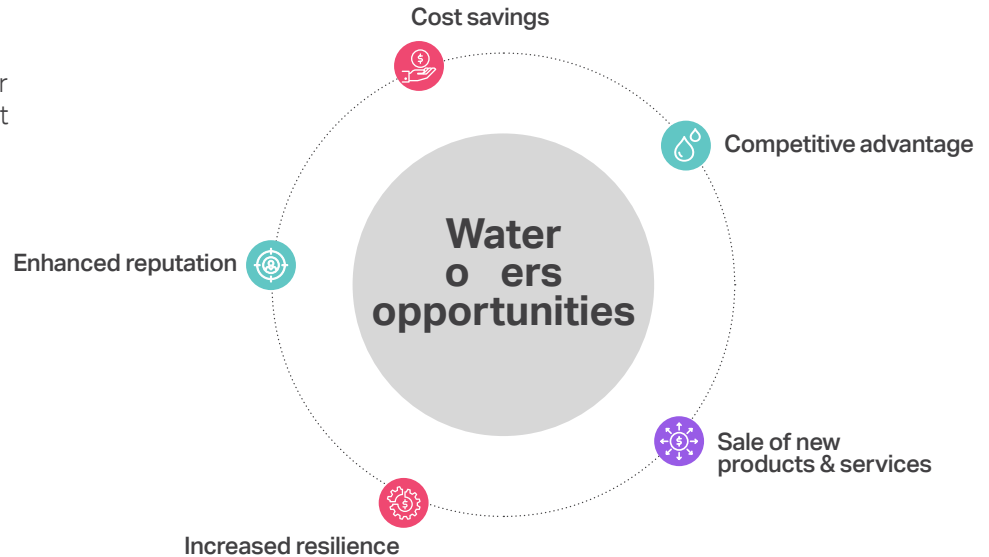 Cost savings
r
t
Competitive advantage
Water
o ers
opportunities
Enhanced reputation
Sale of new
products & services
Increased resilience